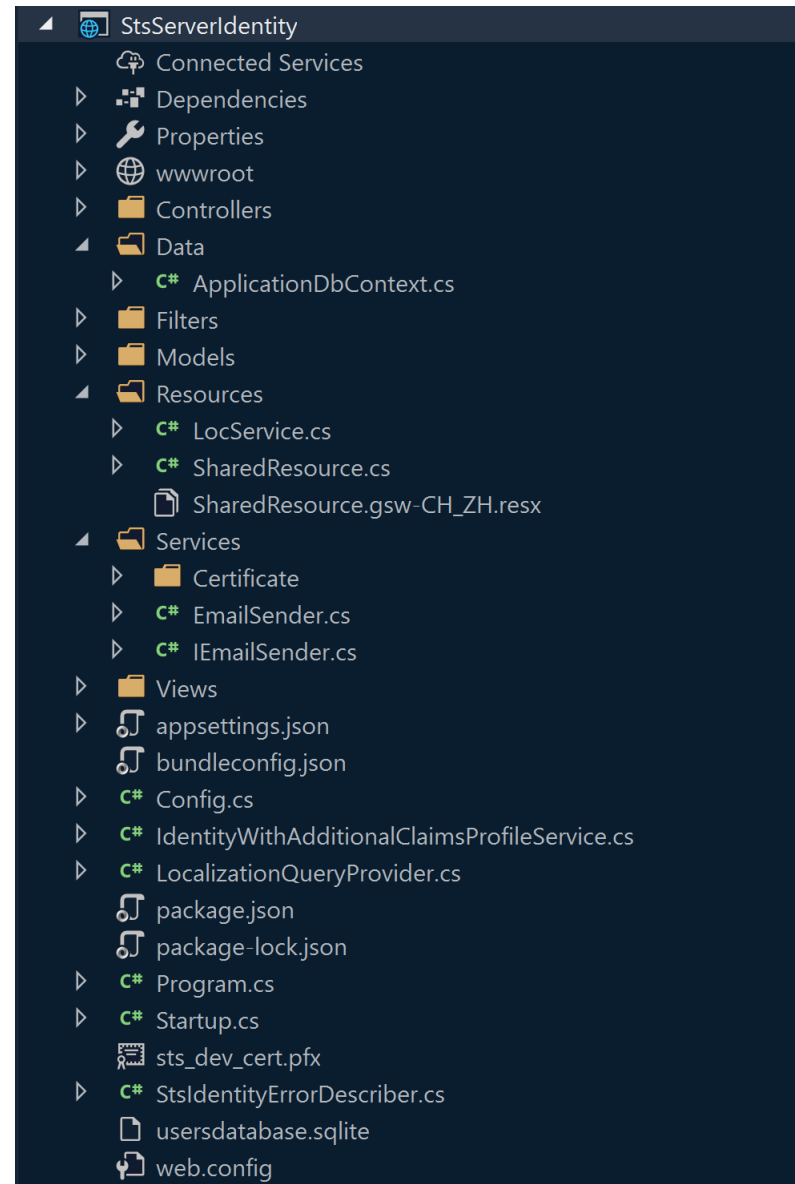 StsServerIdentity
Connected Services
Dependencies
Properties
wwwroot
Controllers
Data
C# ApplicationDbContext.cs
Filters
Models
Resources
C# LocService.cs
C# SharedResource.cs
SharedResource.gsw-CH_ZH.resx
Services
Certificate
C# EmailSender.cs
C# IEmailSender.cs
Views
appsettings.json
bundleconfig.json
C# Config.cs
C# IdentityWithAdditionalClaimsProfileService.cs
C# LocalizationQueryProvider.cs
package.json
package-lock.json
C# Program.cs
C# Startup.cs
sts_dev_cert.pfx
C# StsIdentityErrorDescriber.cs
usersdatabase.sqlite
web.config